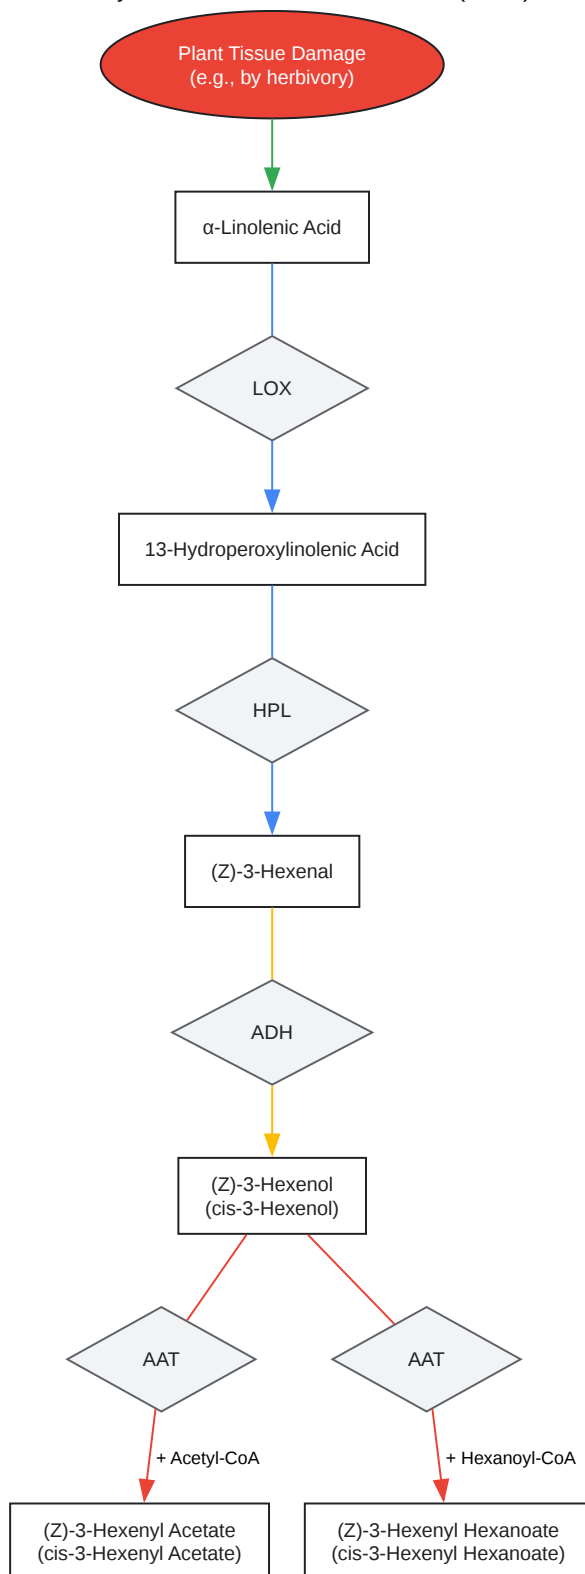 Plant Tissue Damage
(e.g., by herbivory)
α-Linolenic Acid
LOX
13-Hydroperoxylinolenic Acid
HPL
(Z)-3-Hexenal
ADH
(Z)-3-Hexenol
(cis-3-Hexenol)
AAT
AAT
+ Acetyl-CoA
+ Hexanoyl-CoA
(Z)-3-Hexenyl Acetate
(cis-3-Hexenyl Acetate)
(Z)-3-Hexenyl Hexanoate
(cis-3-Hexenyl Hexanoate)